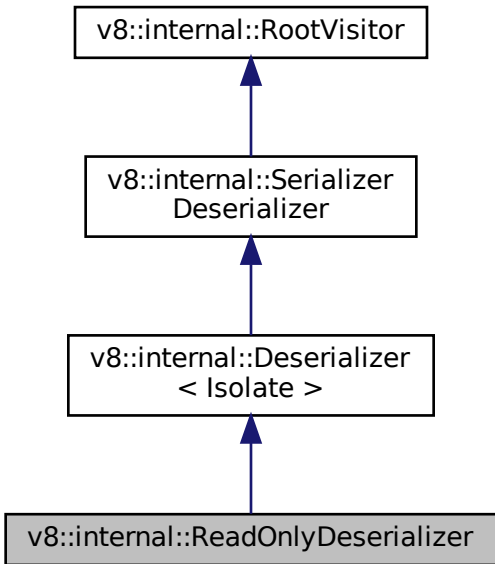 v8::internal::RootVisitor
v8::internal::Serializer
Deserializer
v8::internal::Deserializer
< Isolate >
v8::internal::ReadOnlyDeserializer